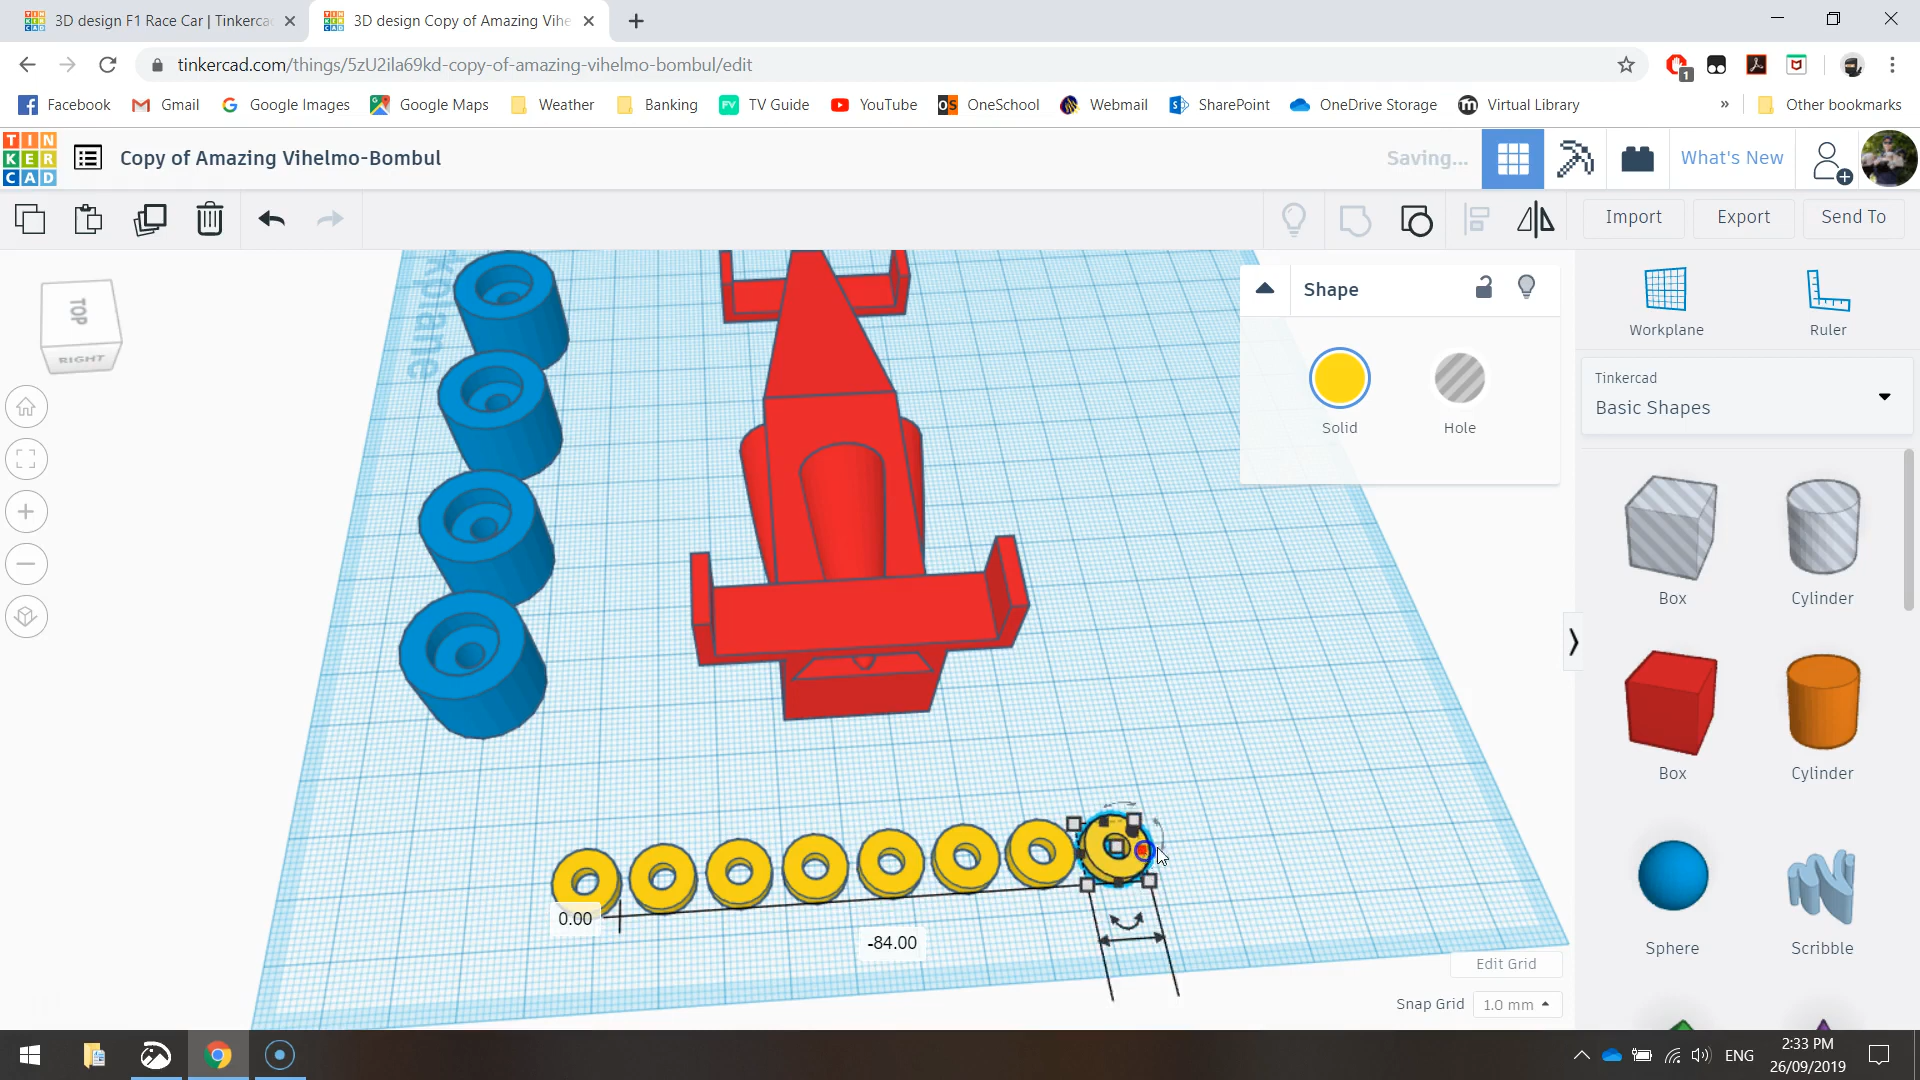 3D design F1 Race Car | Tinkerca
3D design Copy of Amazing Vihe
tinkercad.com/things/5zU2ila69kd-copy-of-amazing-vihelmo-bombul/edit
1
Facebook
Gmail
Google Images
Google Maps
Weather
Banking
TV Guide
YouTube
OneSchool
Webmail
SharePoint
OneDrive Storage
Virtual Library
»
Other bookmarks
TIN
KER
CAD
Copy of Amazing Vihelmo-Bombul
Saving...
What's New
Import
Export
Send To
TOP
RIGHT
kplane
Shape
Solid
Hole
Workplane
Ruler
Tinkercad
Basic Shapes
Box
Cylinder
Box
Cylinder
Sphere
Scribble
0.00
-84.00
Edit Grid
Snap Grid
1.0 mm
ENG
2:33 PM
26/09/2019